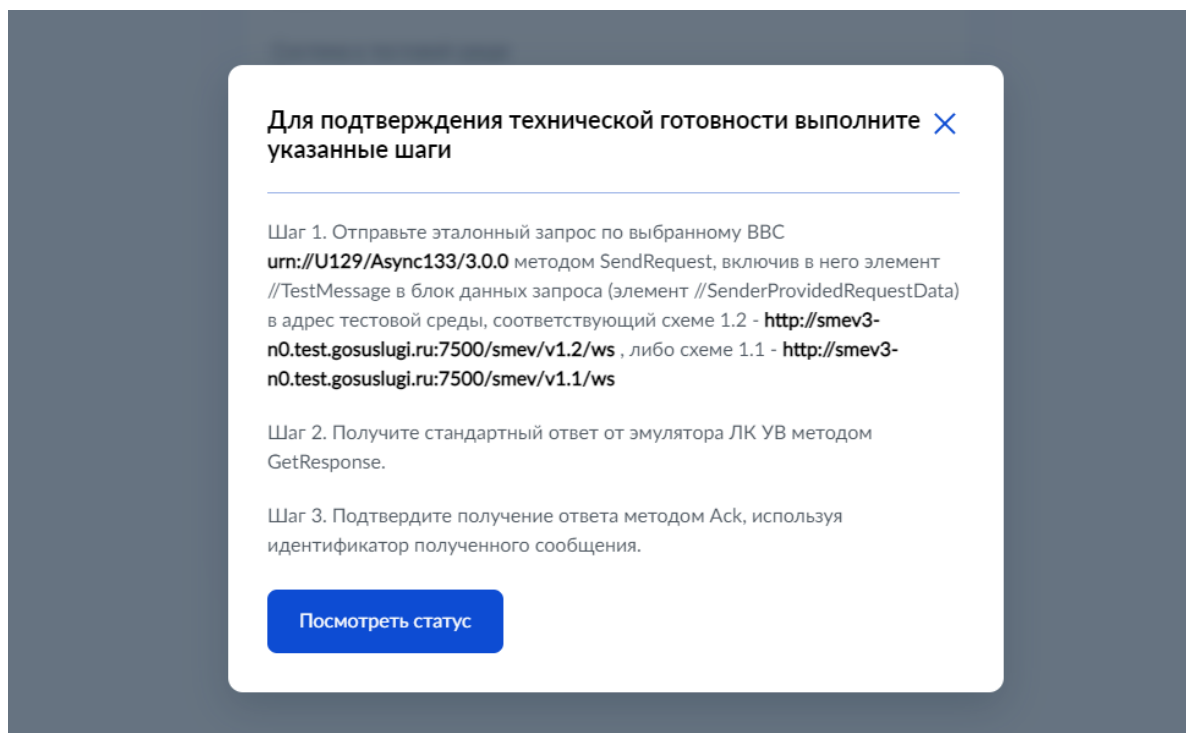 Для подтверждения технической готовности выполните
указанные шаги
Шаг 1. Отправьте эталонный запрос по выбранному ВВС
urn://U129/Async133/3.0.0 методом SendRequest, включив в него элемент
//TestMessage в блок данных запроса (элемент //SenderProvidedRequestData)
в адрес тестовой среды, соответствующий схеме 1.2 - http://smev3-
n0.test.gosuslugi.ru:7500/smev/v1.2/ws , либо схеме 1.1 - http://smev3-
n0.test.gosuslugi.ru:7500/smev/v1.1/ws
Шаг 2. Получите стандартный ответ от эмулятора ЛК УВ методом
GetResponse.
Шаг 3. Подтвердите получение ответа методом Ack, используя
идентификатор полученного сообщения.
Посмотреть статус